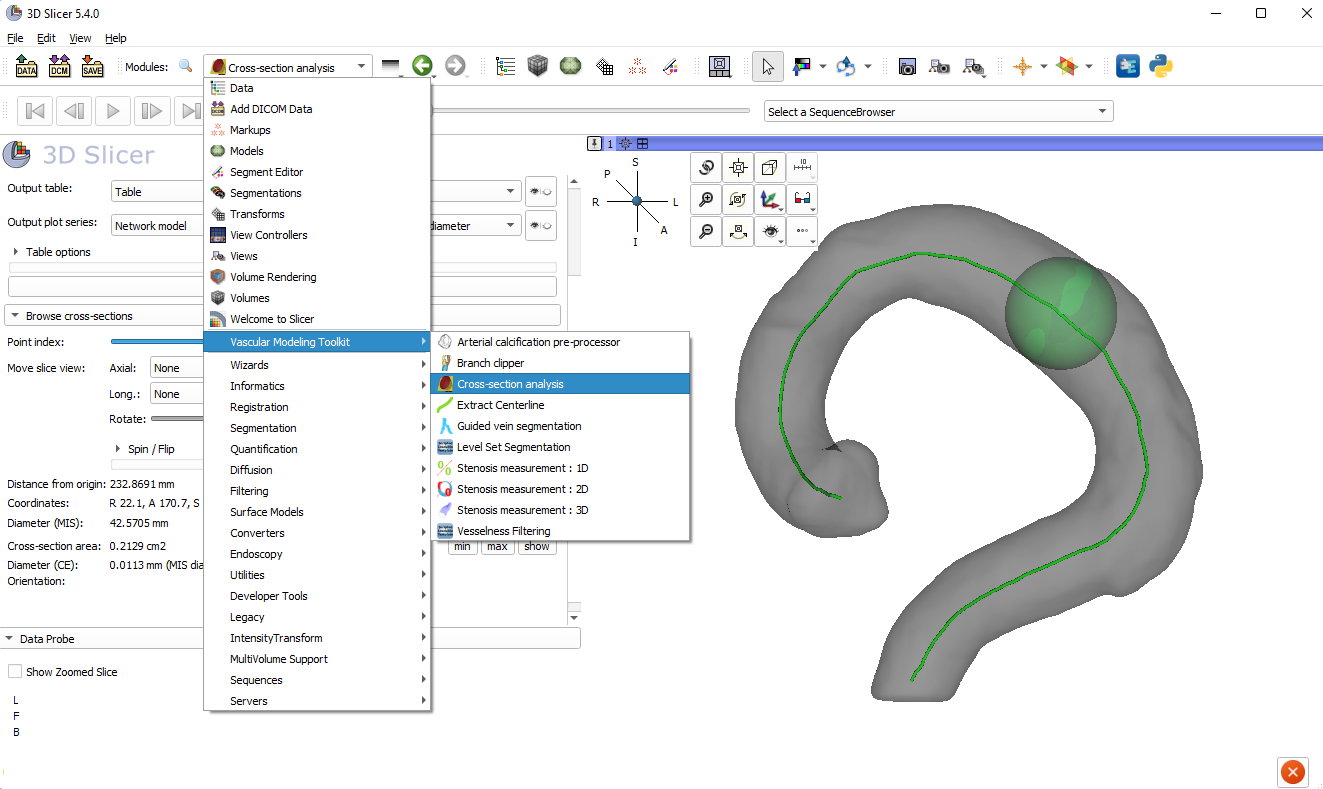 3D Slicer 5.4.0
File Edit View Help
DATA DCM SAVE Modules: Cross-section analysis
Select a SequenceBrowser
3D Slicer
Output table: Table
Output plot series: Network model diameter
Table options
Browse cross-sections
Point index:
Move slice view: Axial: None
Long.: None
Rotate:
Spin / Flip
Distance from origin: 232.8691 mm
Coordinates: R 22.1, A 170.7, S
Diameter (MIS): 42.5705 mm
Cross-section area: 0.2129 cm2
Diameter (CE): 0.0113 mm (MIS dia
Orientation:
min max show
Data Probe
Show Zoomed Slice
L
F
B
Data
Add DICOM Data
Markups
Models
Segment Editor
Segmentations
Transforms
View Controllers
Views
Volume Rendering
Volumes
Welcome to Slicer
Vascular Modeling Toolkit
Wizards
Informatics
Registration
Segmentation
Quantification
Diffusion
Filtering
Surface Models
Converters
Endoscopy
Utilities
Developer Tools
Legacy
IntensityTransform
MultiVolume Support
Sequences
Servers
Arterial calcification pre-processor
Branch clipper
Cross-section analysis
Extract Centerline
Guided vein segmentation
Level Set Segmentation
Stenosis measurement : 1D
Stenosis measurement : 2D
Stenosis measurement : 3D
Vesselness Filtering
1
S
P
R L
A
I
10